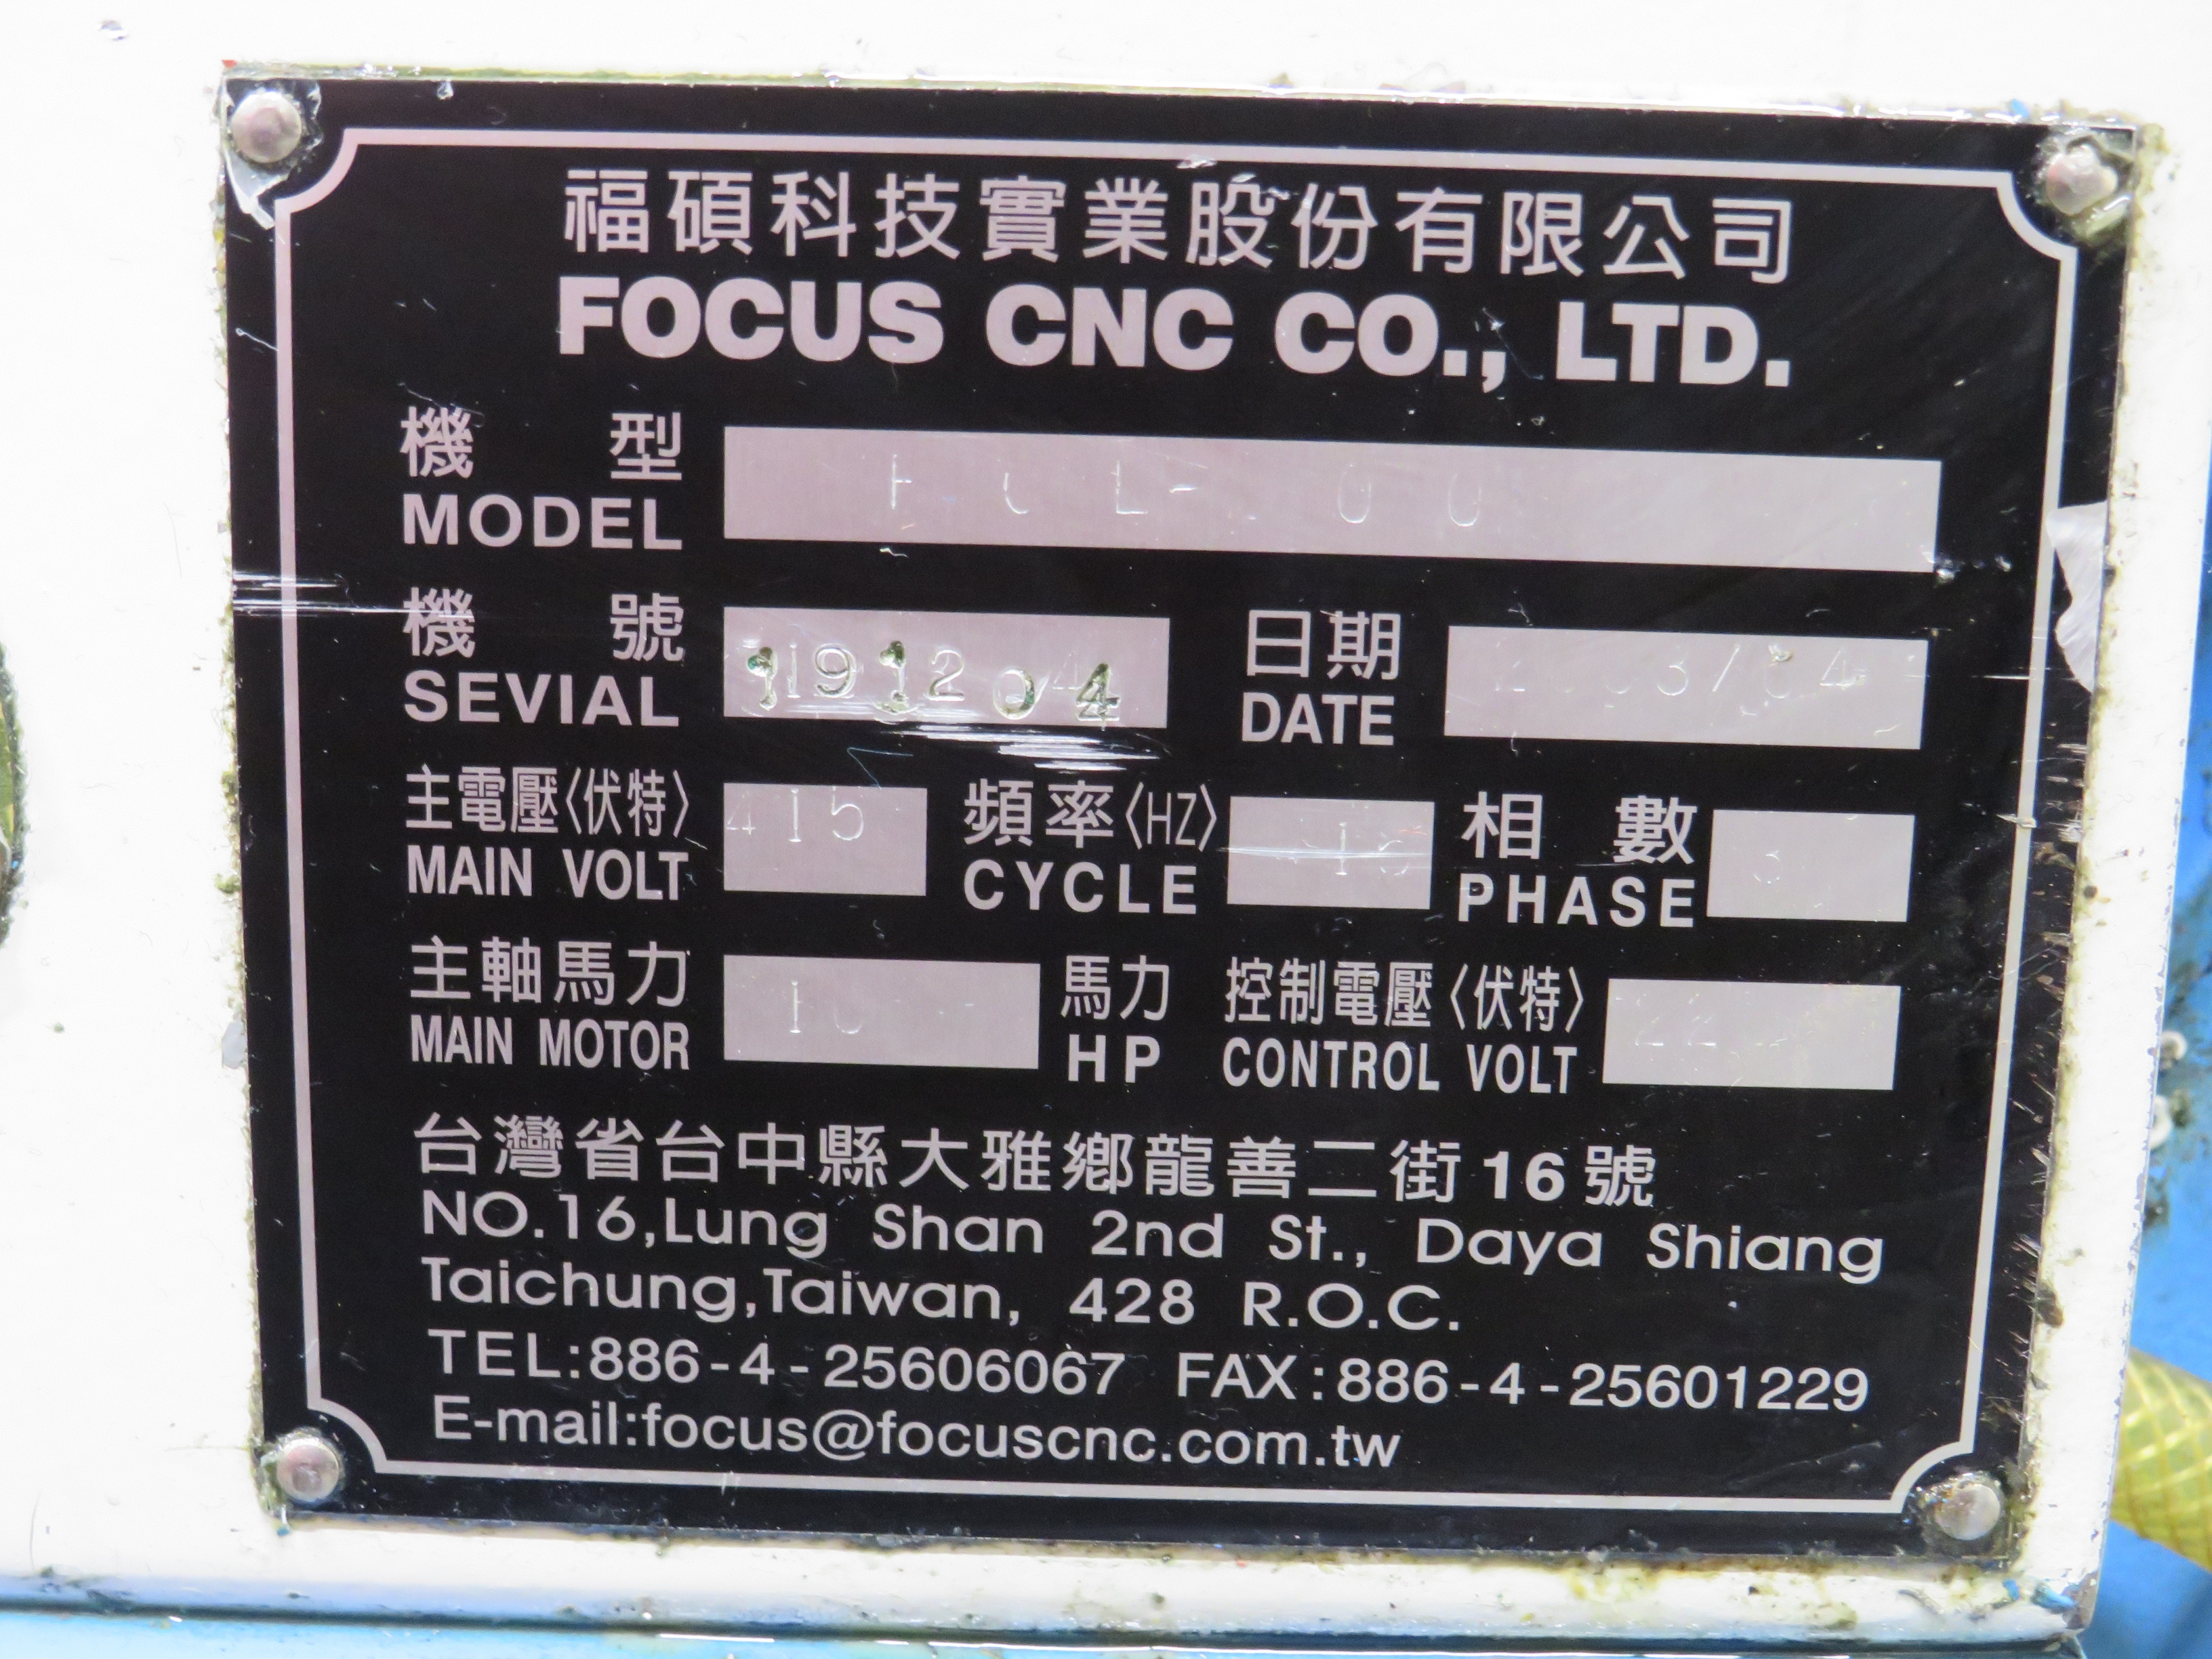 福碩科技實業股份有限公司
FOCUS CNC CO., LTD.
機型
MODEL
機號 日期
SEVIAL DATE
主電壓〈伏特〉 415 頻率〈HZ〉 相數 3
MAIN VOLT CYCLE PHASE
主軸馬力 馬力 控制電壓〈伏特〉
MAIN MOTOR HP CONTROL VOLT
台灣省台中縣大雅鄉龍善二街16號
NO.16,Lung Shan 2nd St., Daya Shiang
Taichung,Taiwan, 428 R.O.C.
TEL:886-4-25606067 FAX:886-4-25601229
E-mail:focus@focuscnc.com.tw